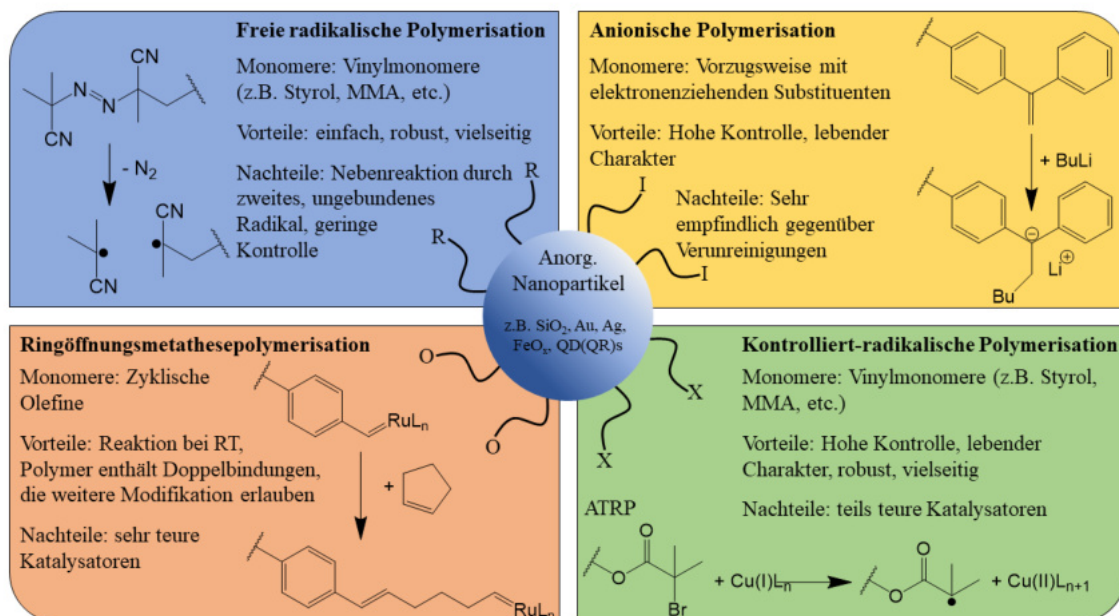 Freie radikalische Polymerisation
Monomere: Vinylmonomere
(z.B. Styrol, MMA, etc.)
Vorteile: einfach, robust, vielseitig
Nachteile: Nebenreaktion durch
zweites, ungebundenes
Radikal, geringe
Kontrolle
CN
N
N
CN
- N₂
CN
CN
R
R
Anionische Polymerisation
Monomere: Vorzugsweise mit
elektronenziehenden Substituenten
Vorteile: Hohe Kontrolle, lebender
Charakter
Nachteile: Sehr
empfindlich gegenüber
Verunreinigungen
I
I
+ BuLi
−
Li⊕
Bu
Anorg.
Nanopartikel
z.B. SiO₂, Au, Ag,
FeOₓ, QD(QR)s
Ringöffnungsmetathesepolymerisation
Monomere: Zyklische
Olefine
Vorteile: Reaktion bei RT,
Polymer enthält Doppelbindungen,
die weitere Modifikation erlauben
Nachteile: sehr teure
Katalysatoren
O
O
RuLₙ
+
RuLₙ
Kontrolliert-radikalische Polymerisation
Monomere: Vinylmonomere (z.B. Styrol,
MMA, etc.)
Vorteile: Hohe Kontrolle, lebender
Charakter, robust, vielseitig
Nachteile: teils teure Katalysatoren
X
X
ATRP
O
O
Br
+ Cu(I)Lₙ
O
O
+ Cu(II)Lₙ₊₁